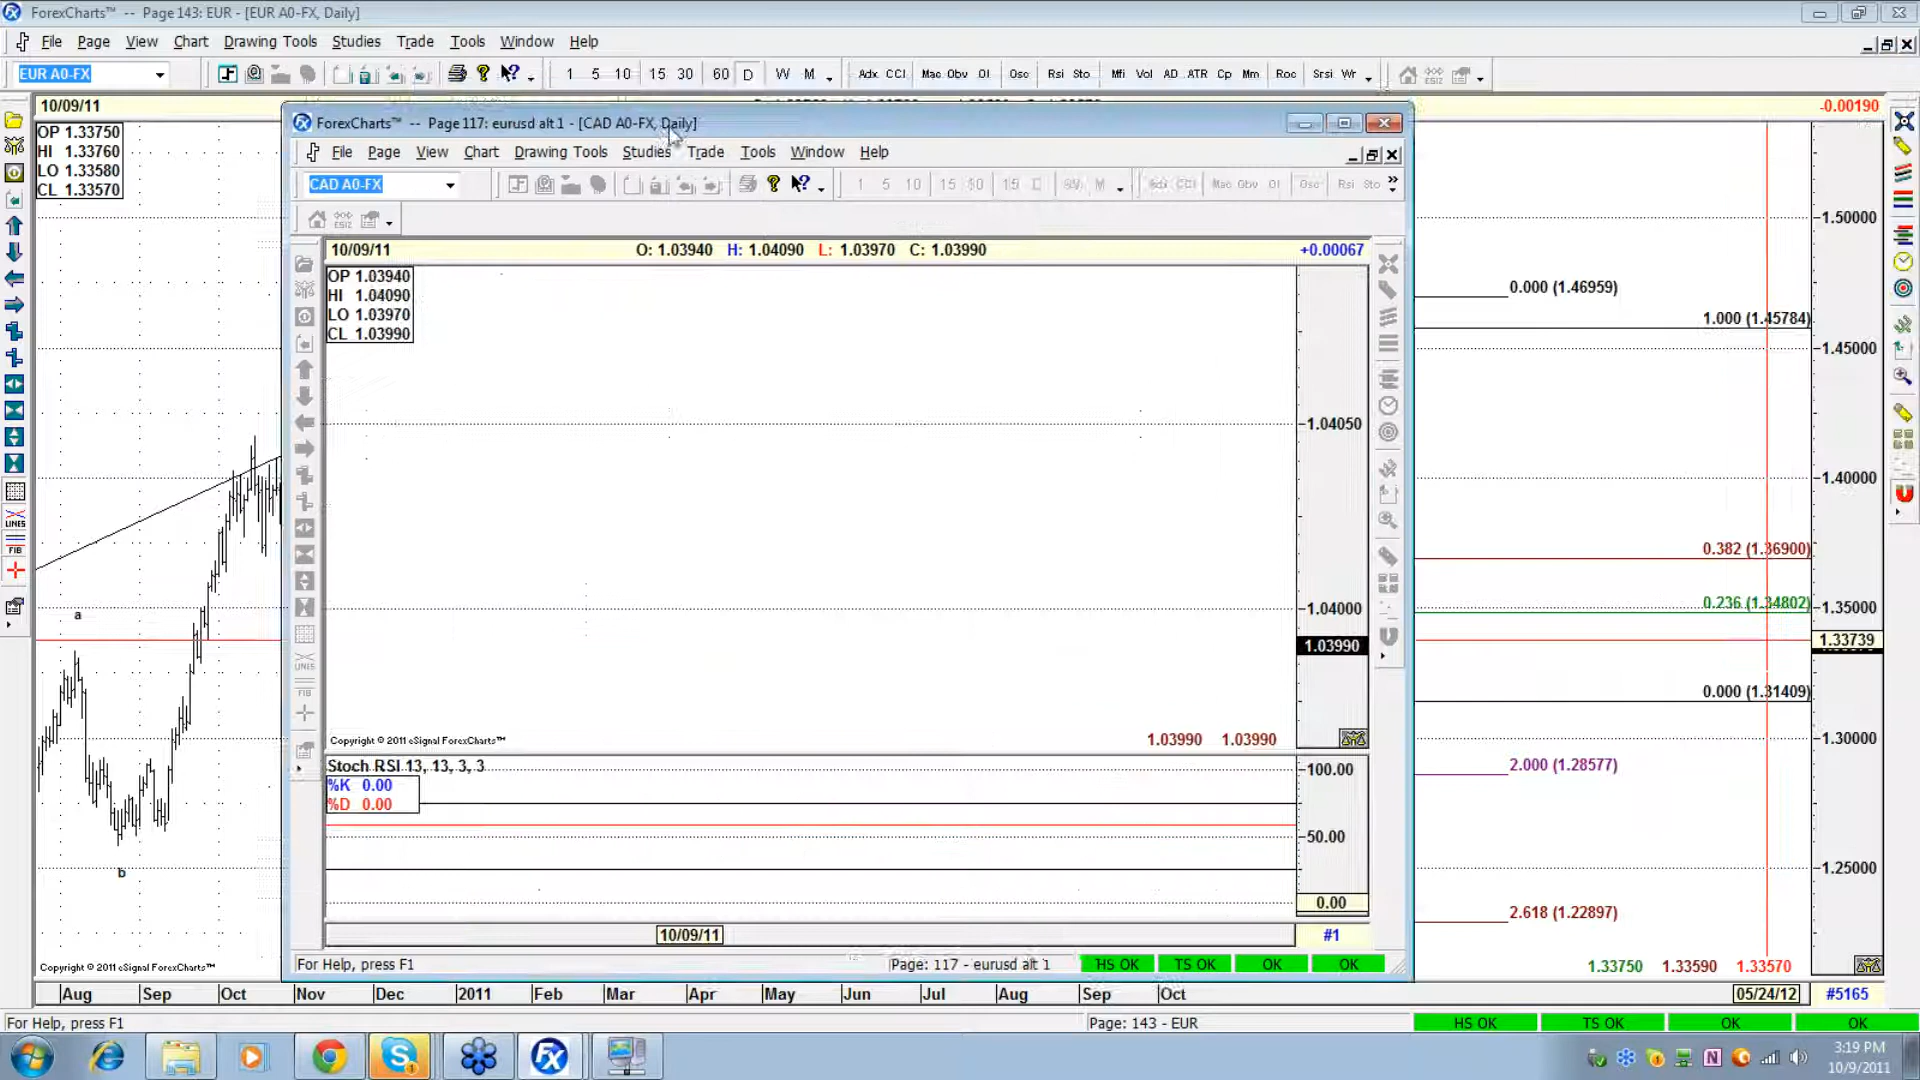 ForexCharts™ -- Page 143: EUR - [EUR A0-FX, Daily]
File Page View Chart Drawing Tools Studies Trade Tools Window Help
EUR A0-FX
1 5 10 15 30 60 D W M
Adx CCI Mac Obv OI Osc Rsi Sto Mfi Vol AD ATR Cp Mm Roc Srsi Wr
10/09/11
-0.00190
OP 1.33750
HI 1.33760
LO 1.33580
CL 1.33570
ForexCharts™ -- Page 117: eurusd alt 1 - [CAD A0-FX, Daily]
File Page View Chart Drawing Tools Studies Trade Tools Window Help
CAD A0-FX
10/09/11
O: 1.03940 H: 1.04090 L: 1.03970 C: 1.03990
+0.00067
OP 1.03940
HI 1.04090
LO 1.03970
CL 1.03990
1.04050
1.04000
1.03990
Copyright © 2011 eSignal ForexCharts™
1.03990 1.03990
Stoch RSI 13, 13, 3, 3
%K 0.00
%D 0.00
100.00
50.00
0.00
10/09/11
#1
For Help, press F1
Page: 117 - eurusd alt 1
HS OK TS OK OK OK
LINES
FIB
LINES
FIB
a
b
1.50000
0.000 (1.46959)
1.000 (1.45784)
1.45000
1.40000
0.382 (1.36900)
0.236 (1.34802)
1.35000
1.33739
0.000 (1.31409)
1.30000
2.000 (1.28577)
1.25000
2.618 (1.22897)
Copyright © 2011 eSignal ForexCharts™
1.33750 1.33590 1.33570
Aug Sep Oct Nov Dec 2011 Feb Mar Apr May Jun Jul Aug Sep Oct
05/24/12
#5165
For Help, press F1
Page: 143 - EUR
HS OK TS OK OK OK
3:19 PM
10/9/2011